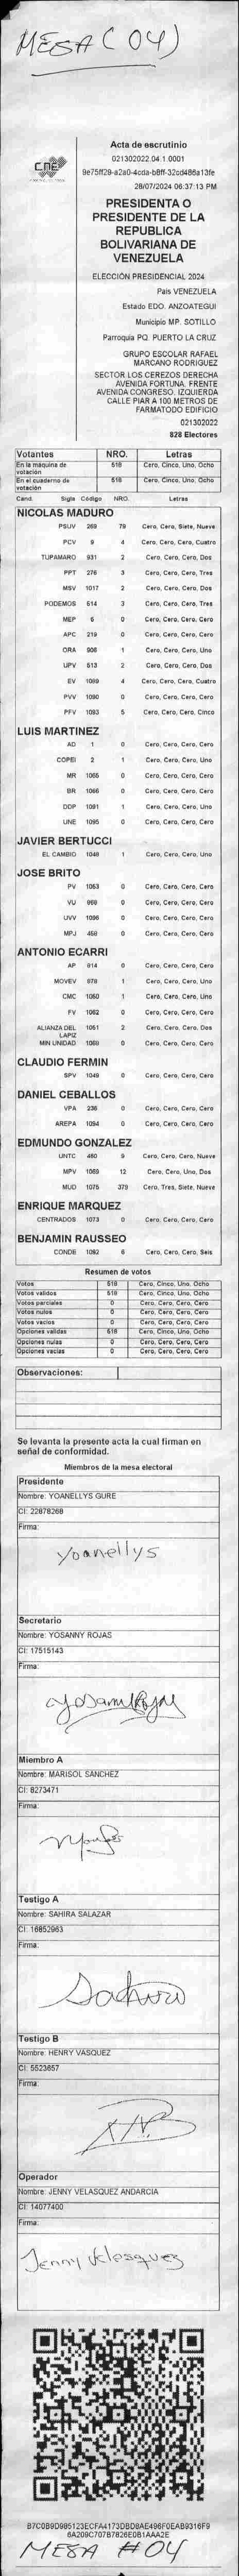 MESA (04)
CNE
Acta de escrutinio
021302022.04.1.0001
9e75ff29-a2a0-4cda-b8ff-32cd486a13fe
28/07/2024 06:37:13 PM
PRESIDENTA O
PRESIDENTE DE LA
REPUBLICA
BOLIVARIANA DE
VENEZUELA
ELECCIÓN PRESIDENCIAL 2024
País VENEZUELA
Estado EDO. ANZOATEGUI
Municipio MP. SOTILLO
Parroquia PQ. PUERTO LA CRUZ
GRUPO ESCOLAR RAFAEL
MARCANO RODRIGUEZ
SECTOR LOS CEREZOS DERECHA
AVENIDA FORTUNA. FRENTE
AVENIDA CONGRESO. IZQUIERDA
CALLE PIAR A 100 METROS DE
FARMATODO EDIFICIO
021302022
828 Electores
Votantes NRO. Letras
En la máquina de votación 518 Cero, Cinco, Uno, Ocho
En el cuaderno de votación 518 Cero, Cinco, Uno, Ocho
Cand. Sigla Código NRO. Letras
NICOLAS MADURO
PSUV 269 79 Cero, Cero, Siete, Nueve
PCV 9 4 Cero, Cero, Cero, Cuatro
TUPAMARO 931 2 Cero, Cero, Cero, Dos
PPT 276 3 Cero, Cero, Cero, Tres
MSV 1017 2 Cero, Cero, Cero, Dos
PODEMOS 614 3 Cero, Cero, Cero, Tres
MEP 6 0 Cero, Cero, Cero, Cero
APC 219 0 Cero, Cero, Cero, Cero
ORA 908 1 Cero, Cero, Cero, Uno
UPV 513 2 Cero, Cero, Cero, Dos
EV 1089 4 Cero, Cero, Cero, Cuatro
PVV 1090 0 Cero, Cero, Cero, Cero
PFV 1093 5 Cero, Cero, Cero, Cinco
LUIS MARTINEZ
AD 1 0 Cero, Cero, Cero, Cero
COPEI 2 1 Cero, Cero, Cero, Uno
MR 1065 0 Cero, Cero, Cero, Cero
BR 1066 0 Cero, Cero, Cero, Cero
DDP 1091 1 Cero, Cero, Cero, Uno
UNE 1095 0 Cero, Cero, Cero, Cero
JAVIER BERTUCCI
EL CAMBIO 1048 1 Cero, Cero, Cero, Uno
JOSE BRITO
PV 1053 0 Cero, Cero, Cero, Cero
VU 969 0 Cero, Cero, Cero, Cero
UVV 1096 0 Cero, Cero, Cero, Cero
MPJ 458 0 Cero, Cero, Cero, Cero
ANTONIO ECARRI
AP 914 0 Cero, Cero, Cero, Cero
MOVEV 978 1 Cero, Cero, Cero, Uno
CMC 1050 1 Cero, Cero, Cero, Uno
FV 1062 0 Cero, Cero, Cero, Cero
ALIANZA DEL LAPIZ 1051 2 Cero, Cero, Cero, Dos
MIN UNIDAD 1069 0 Cero, Cero, Cero, Cero
CLAUDIO FERMIN
SPV 1049 0 Cero, Cero, Cero, Cero
DANIEL CEBALLOS
VPA 236 0 Cero, Cero, Cero, Cero
AREPA 1094 0 Cero, Cero, Cero, Cero
EDMUNDO GONZALEZ
UNTC 480 9 Cero, Cero, Cero, Nueve
MPV 1068 12 Cero, Cero, Uno, Dos
MUD 1075 379 Cero, Tres, Siete, Nueve
ENRIQUE MARQUEZ
CENTRADOS 1073 0 Cero, Cero, Cero, Cero
BENJAMIN RAUSSEO
CONDE 1092 6 Cero, Cero, Cero, Seis
Resumen de votos
Votos 518 Cero, Cinco, Uno, Ocho
Votos validos 518 Cero, Cinco, Uno, Ocho
Votos parciales 0 Cero, Cero, Cero, Cero
Votos nulos 0 Cero, Cero, Cero, Cero
Votos vacios 0 Cero, Cero, Cero, Cero
Opciones validas 518 Cero, Cinco, Uno, Ocho
Opciones nulas 0 Cero, Cero, Cero, Cero
Opciones vacias 0 Cero, Cero, Cero, Cero
Observaciones:
Se levanta la presente acta la cual firman en
señal de conformidad.
Miembros de la mesa electoral
Presidente
Nombre: YOANELLYS GURE
CI: 22878268
Firma:
Yoanellys
Secretario
Nombre: YOSANNY ROJAS
CI: 17515143
Firma:
Miembro A
Nombre: MARISOL SANCHEZ
CI: 8273471
Firma:
Testigo A
Nombre: SAHIRA SALAZAR
CI: 16852963
Firma:
Testigo B
Nombre: HENRY VASQUEZ
CI: 5523657
Firma:
Operador
Nombre: JENNY VELASQUEZ ANDARCIA
CI: 14077400
Firma:
Jenny Velasquez
B7C0B9D985123ECFA4173DBD8AE496F0EAB9316F9
6A209C707B7826E0B1AAA2E
MESA #04